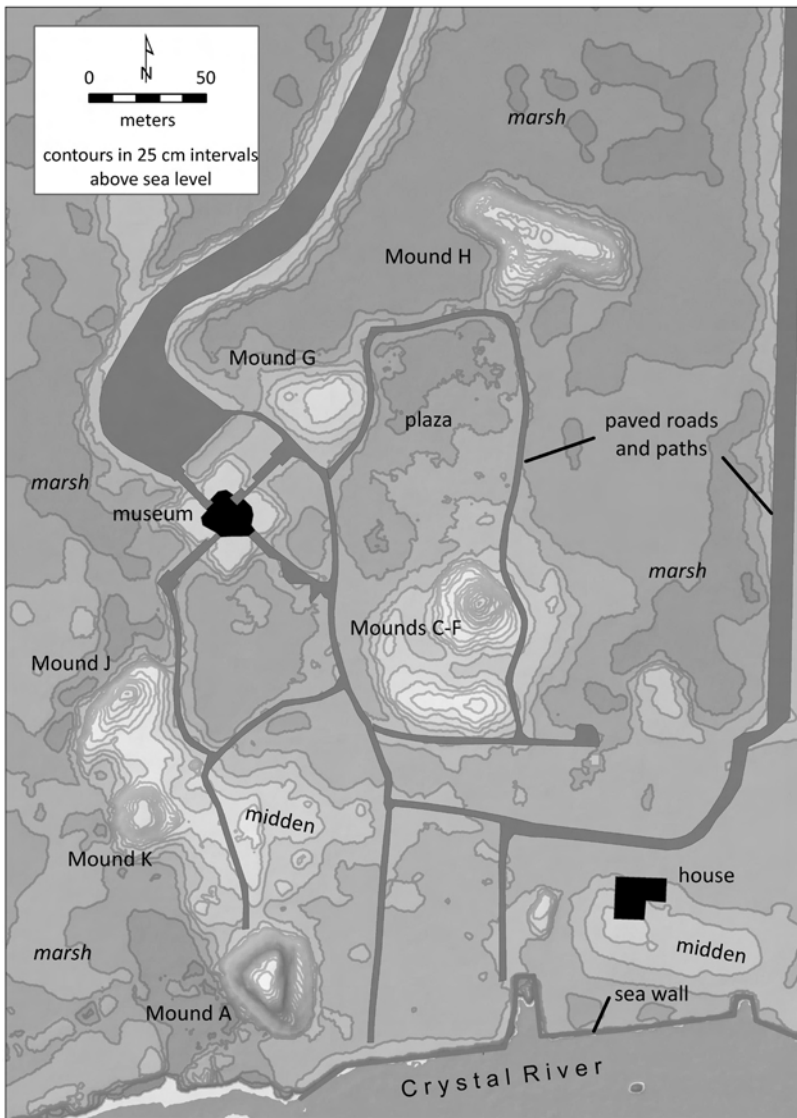 N
0 50
meters
contours in 25 cm intervals
above sea level
marsh
Mound H
Mound G
plaza
paved roads
and paths
marsh
museum
marsh
Mounds C-F
Mound J
midden
Mound K
house
midden
marsh
sea wall
Mound A
Crystal River